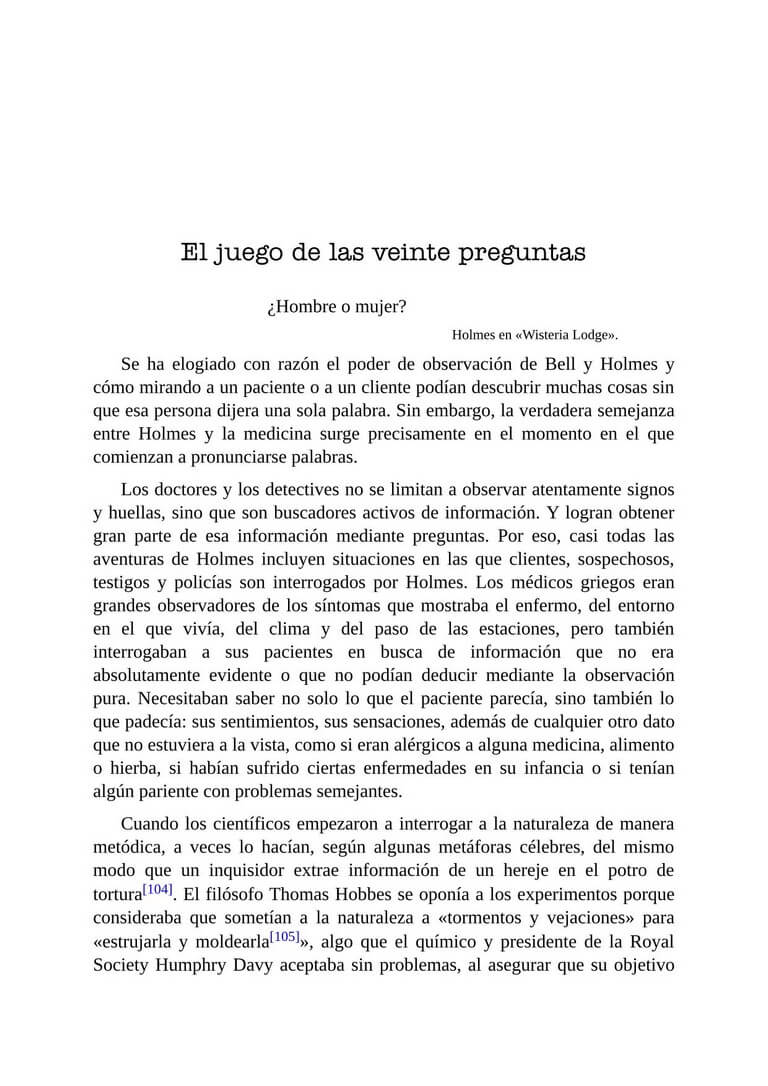 El juego de las veinte preguntas
¿Hombre o mujer?
Holmes en «Wisteria Lodge».
Se ha elogiado con razón el poder de observación de Bell y Holmes y
cómo mirando a un paciente o a un cliente podían descubrir muchas cosas sin
que esa persona dijera una sola palabra. Sin embargo, la verdadera semejanza
entre Holmes y la medicina surge precisamente en el momento en el que
comienzan a pronunciarse palabras.
Los doctores y los detectives no se limitan a observar atentamente signos
y huellas, sino que son buscadores activos de información. Y logran obtener
gran parte de esa información mediante preguntas. Por eso, casi todas las
aventuras de Holmes incluyen situaciones en las que clientes, sospechosos,
testigos y policías son interrogados por Holmes. Los médicos griegos eran
grandes observadores de los síntomas que mostraba el enfermo, del entorno
en el que vivía, del clima y del paso de las estaciones, pero también
interrogaban a sus pacientes en busca de información que no era
absolutamente evidente o que no podían deducir mediante la observación
pura. Necesitaban saber no solo lo que el paciente parecía, sino también lo
que padecía: sus sentimientos, sus sensaciones, además de cualquier otro dato
que no estuviera a la vista, como si eran alérgicos a alguna medicina, alimento
o hierba, si habían sufrido ciertas enfermedades en su infancia o si tenían
algún pariente con problemas semejantes.
Cuando los científicos empezaron a interrogar a la naturaleza de manera
metódica, a veces lo hacían, según algunas metáforas célebres, del mismo
modo que un inquisidor extrae información de un hereje en el potro de
tortura[104]. El filósofo Thomas Hobbes se oponía a los experimentos porque
consideraba que sometían a la naturaleza a «tormentos y vejaciones» para
«estrujarla y moldearla[105]», algo que el químico y presidente de la Royal
Society Humphry Davy aceptaba sin problemas, al asegurar que su objetivo